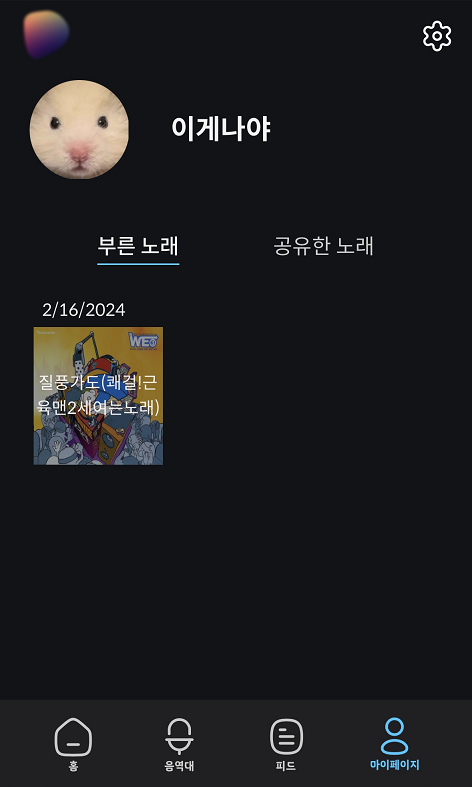 이게나야
부른 노래
공유한 노래
2/16/2024
WEO
질풍가도(쾌걸!근
육맨2세여는노래)
홈
음역대
피드
마이페이지